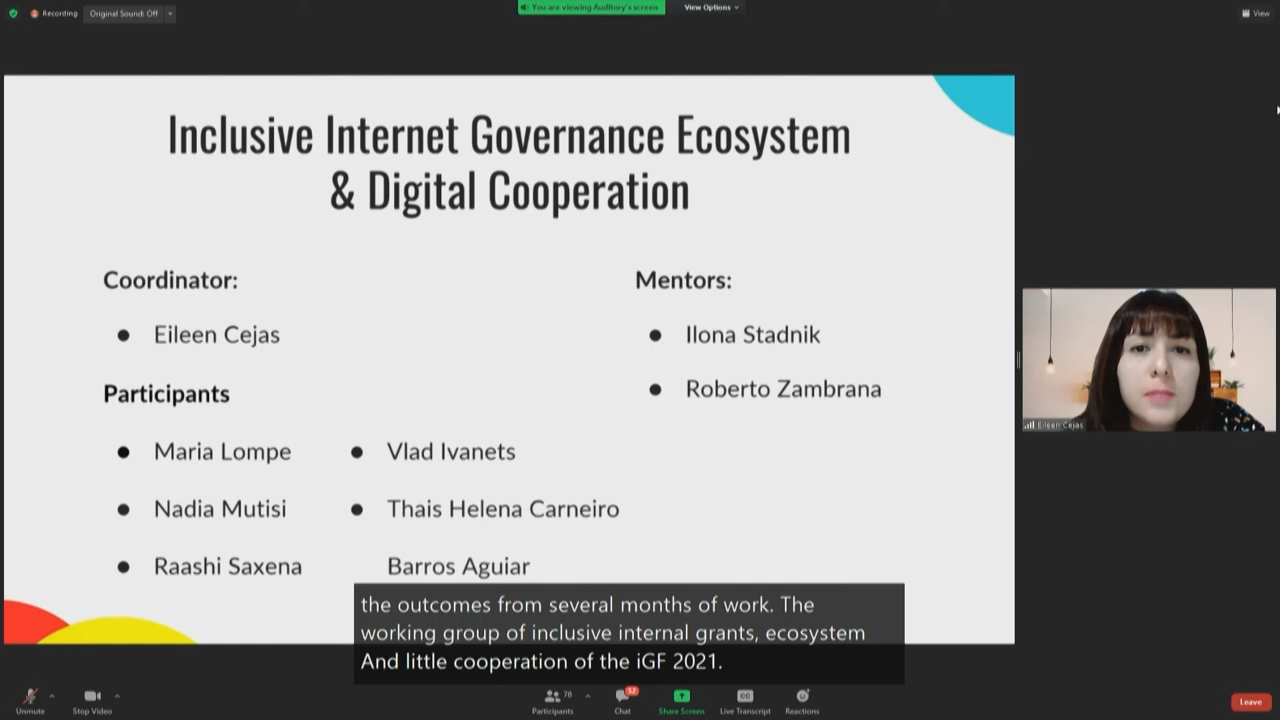 Recording
Original Sound: Off
You are viewing Auditory's screen
View Options
View
Inclusive Internet Governance Ecosystem
& Digital Cooperation
Coordinator:
Eileen Cejas
Participants
Maria Lompe
Nadia Mutisi
Raashi Saxena
Vlad Ivanets
Thais Helena Carneiro
Barros Aguiar
Mentors:
Ilona Stadnik
Roberto Zambrana
Eileen Cejas
the outcomes from several months of work. The
working group of inclusive internal grants, ecosystem
And little cooperation of the iGF 2021.
Unmute
Stop Video
Participants
78
Chat
52
Share Screen
CC
Live Transcript
Reactions
Leave